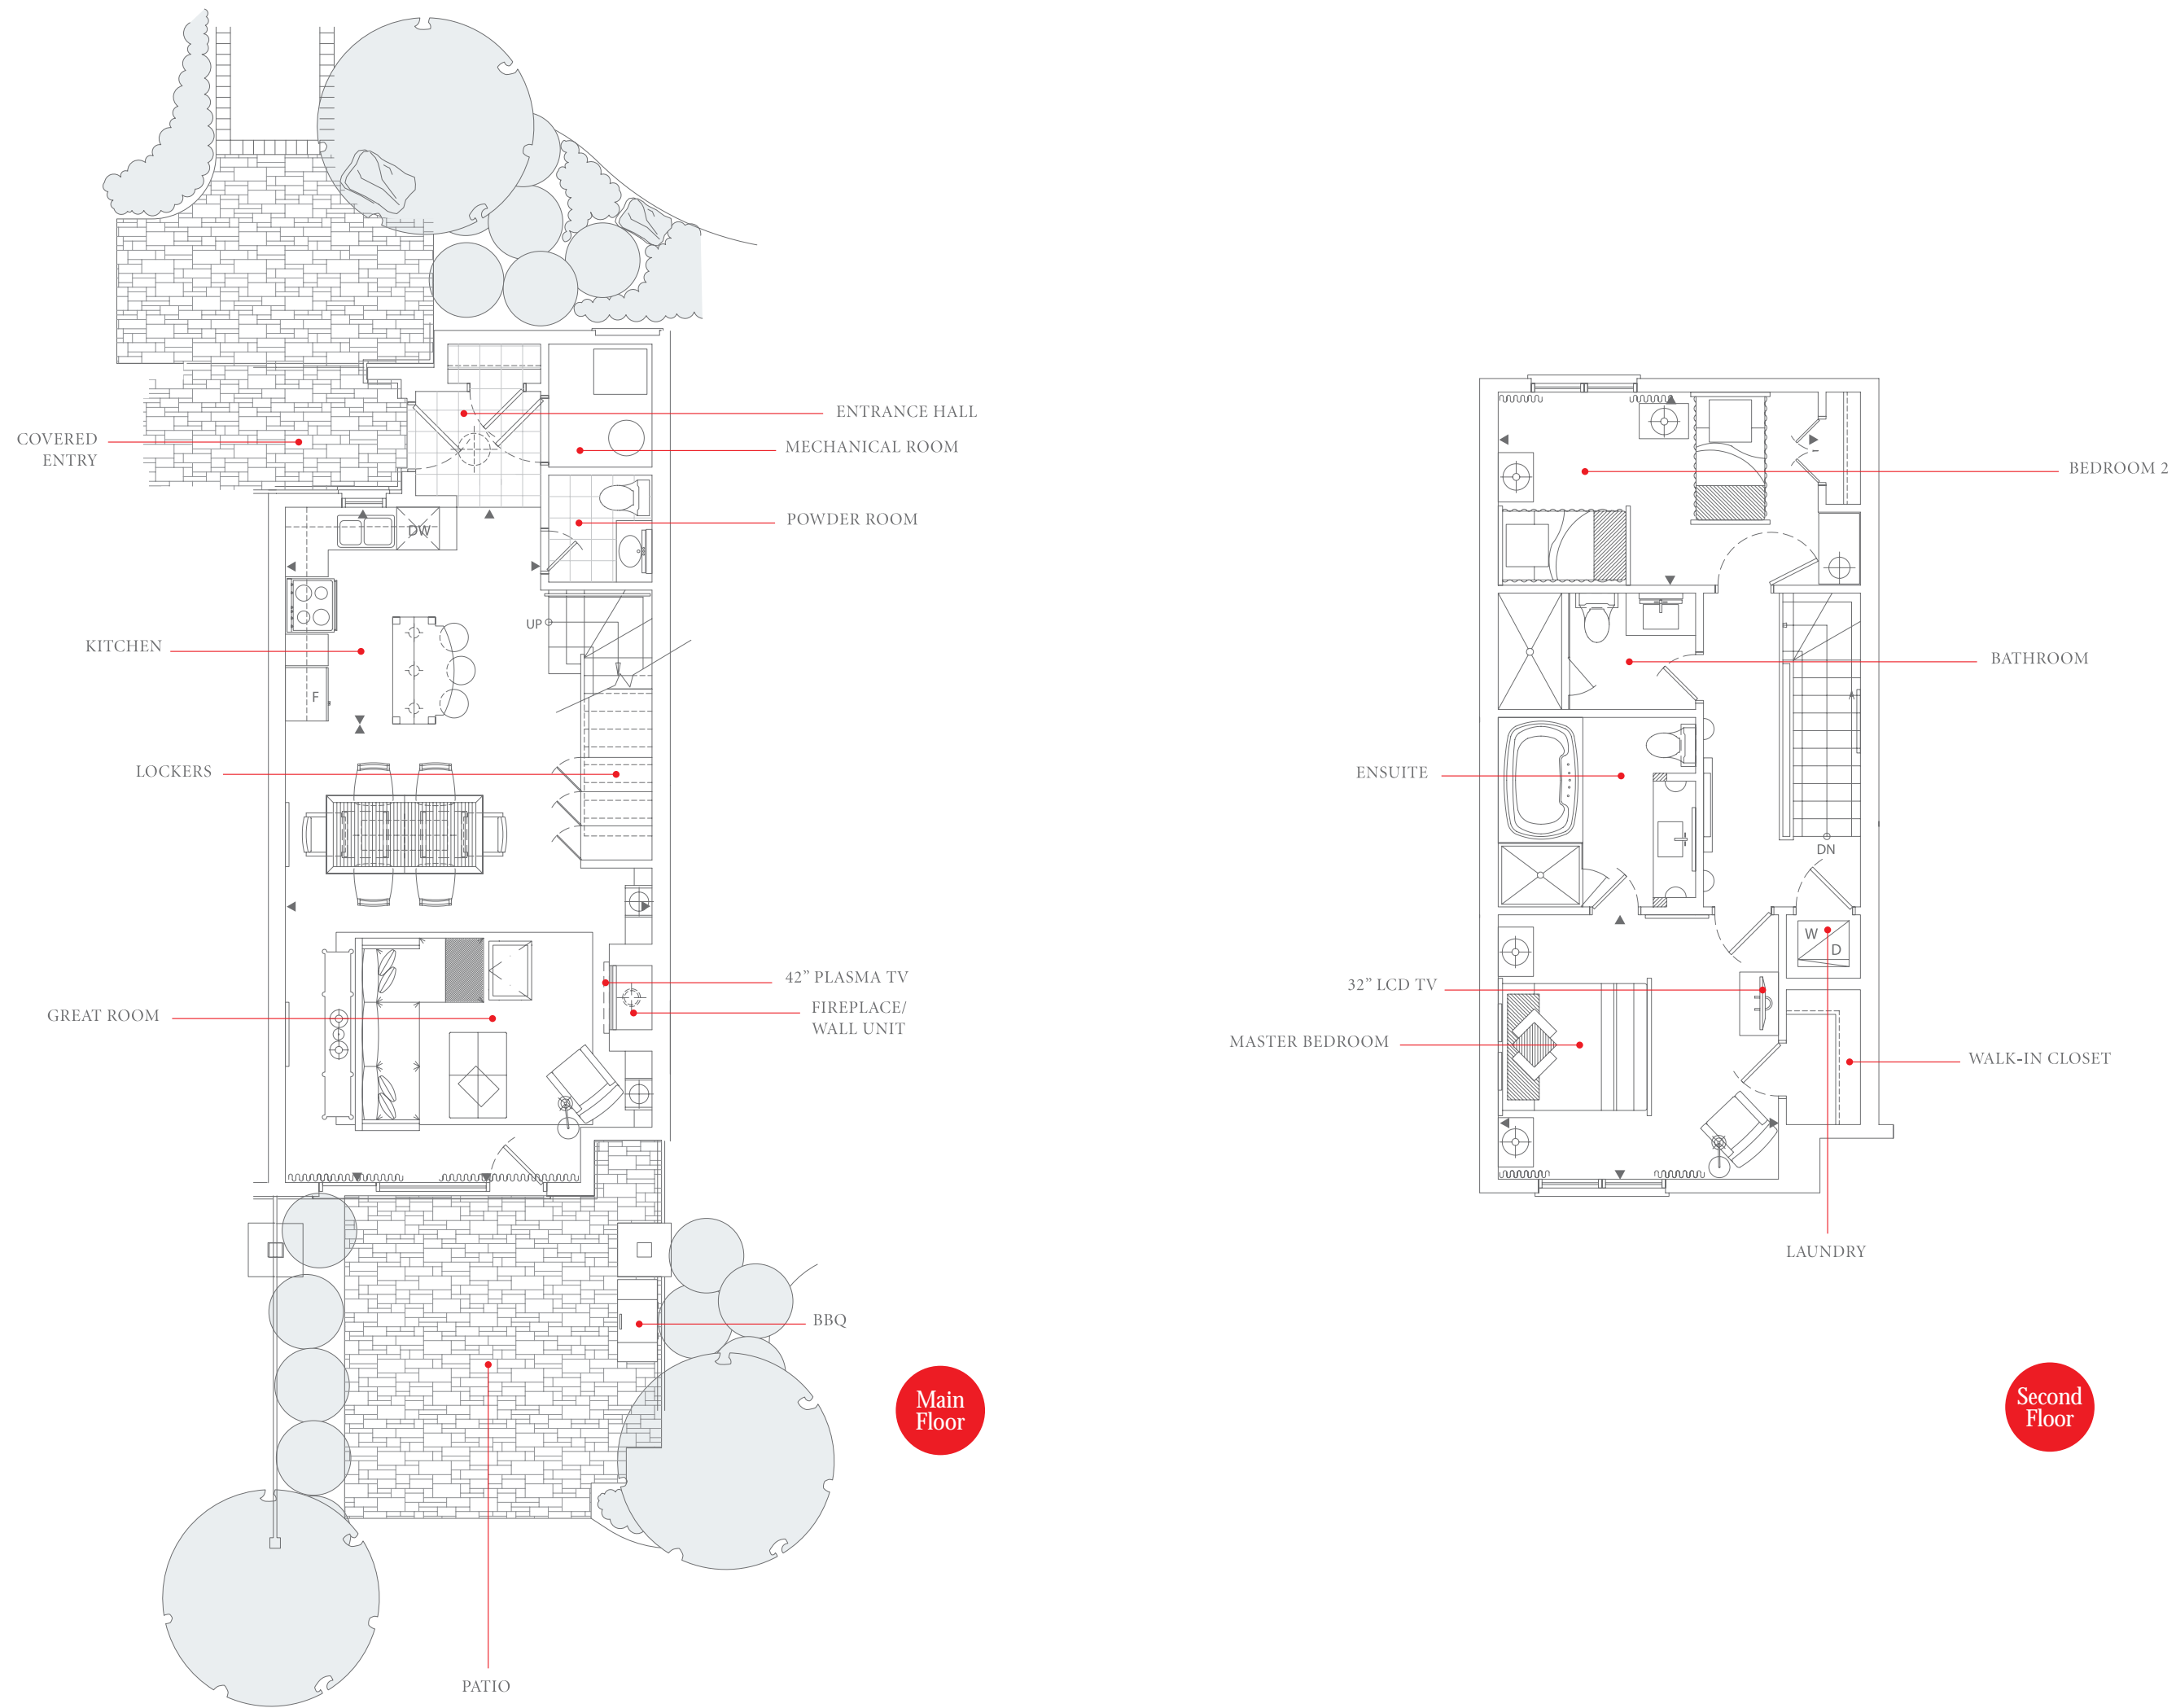 ENTRANCE HALL
COVERED
ENTRY
MECHANICAL ROOM
POWDER ROOM
DW
UP
KITCHEN
F
LOCKERS
42” PLASMA TV
GREAT ROOM
FIREPLACE/
WALL UNIT
BBQ
Main
Floor
PATIO
BEDROOM 2
BATHROOM
ENSUITE
DN
W
D
32” LCD TV
MASTER BEDROOM
WALK-IN CLOSET
LAUNDRY
Second
Floor